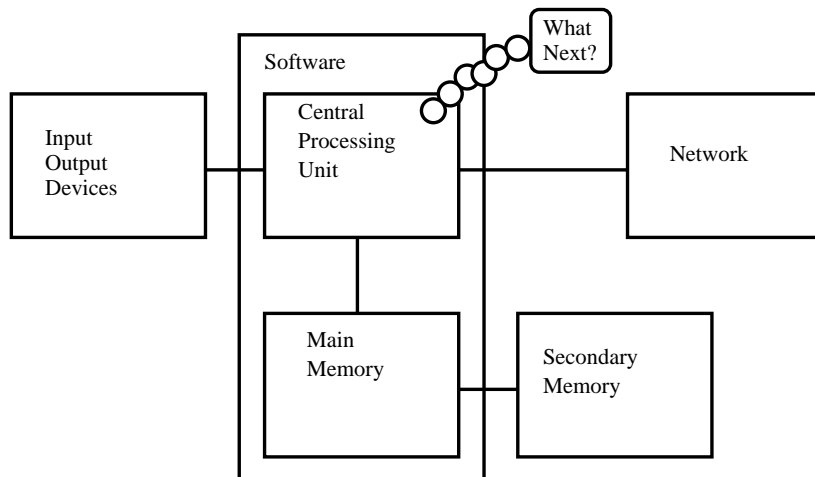 What
Next?
Software
Input
Output
Devices
Central
Processing
Unit
Network
Main
Memory
Secondary
Memory